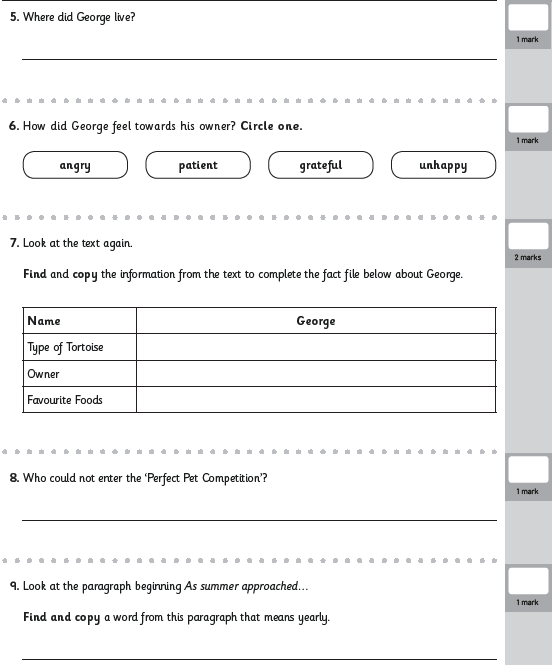 5. Where did George live?
1 mark
6. How did George feel towards his owner? Circle one.
1 mark
angry patient grateful unhappy
7. Look at the text again.
2 marks
Find and copy the information from the text to complete the fact file below about George.
Name George
Type of Tortoise
Owner
Favourite Foods
8. Who could not enter the ‘Perfect Pet Competition’?
1 mark
9. Look at the paragraph beginning As summer approached...
1 mark
Find and copy a word from this paragraph that means yearly.